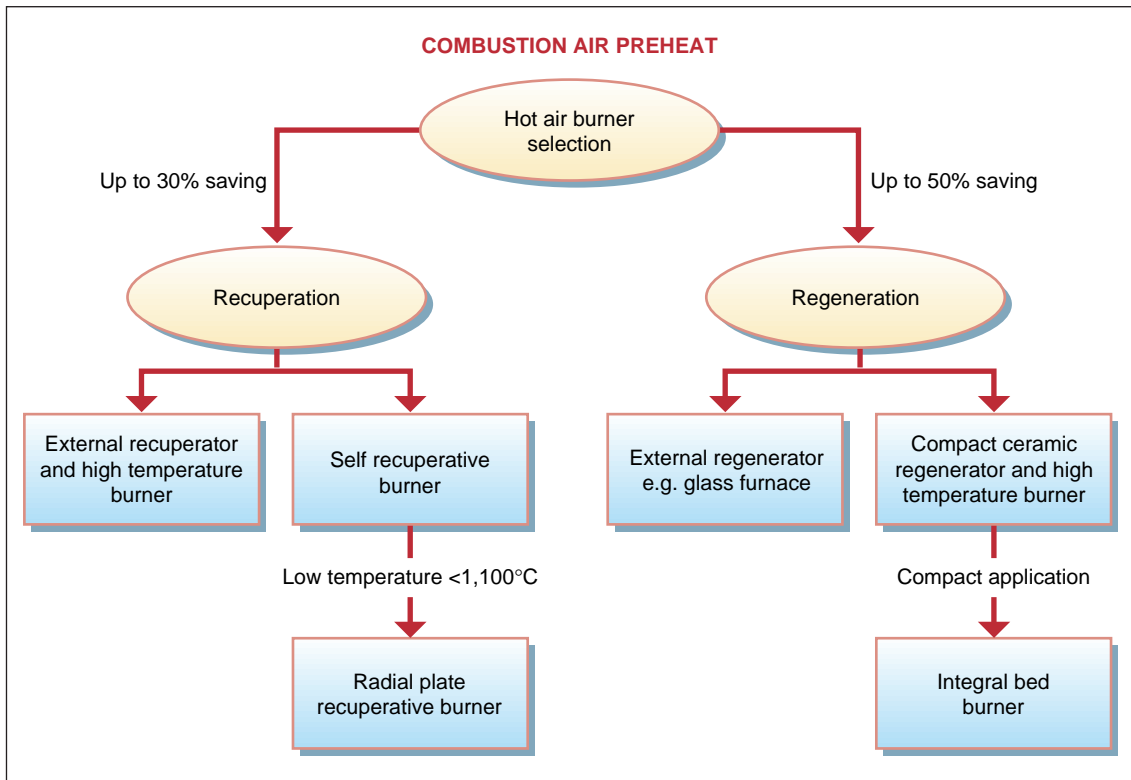 COMBUSTION AIR PREHEAT
Hot air burner
selection
Up to 30% saving
Up to 50% saving
Recuperation
Regeneration
External recuperator
and high temperature
burner
Self recuperative
burner
External regenerator
e.g. glass furnace
Compact ceramic
regenerator and high
temperature burner
Low temperature <1,100°C
Compact application
Radial plate
recuperative burner
Integral bed
burner